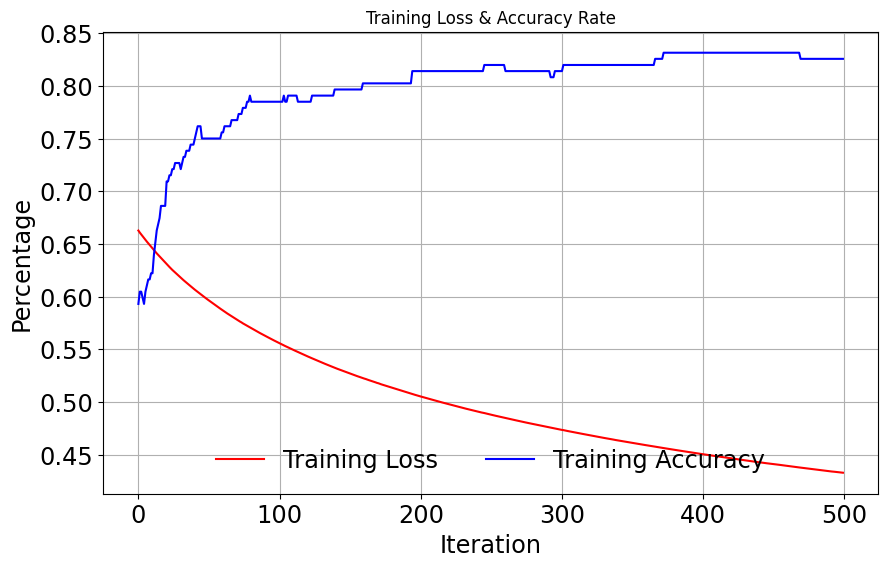 Training Loss & Accuracy Rate
0.85
0.80
0.75
0.70
0.65
0.60
0.55
0.50
0.45
Percentage
Training Loss Training Accuracy
0 100 200 300 400 500
Iteration